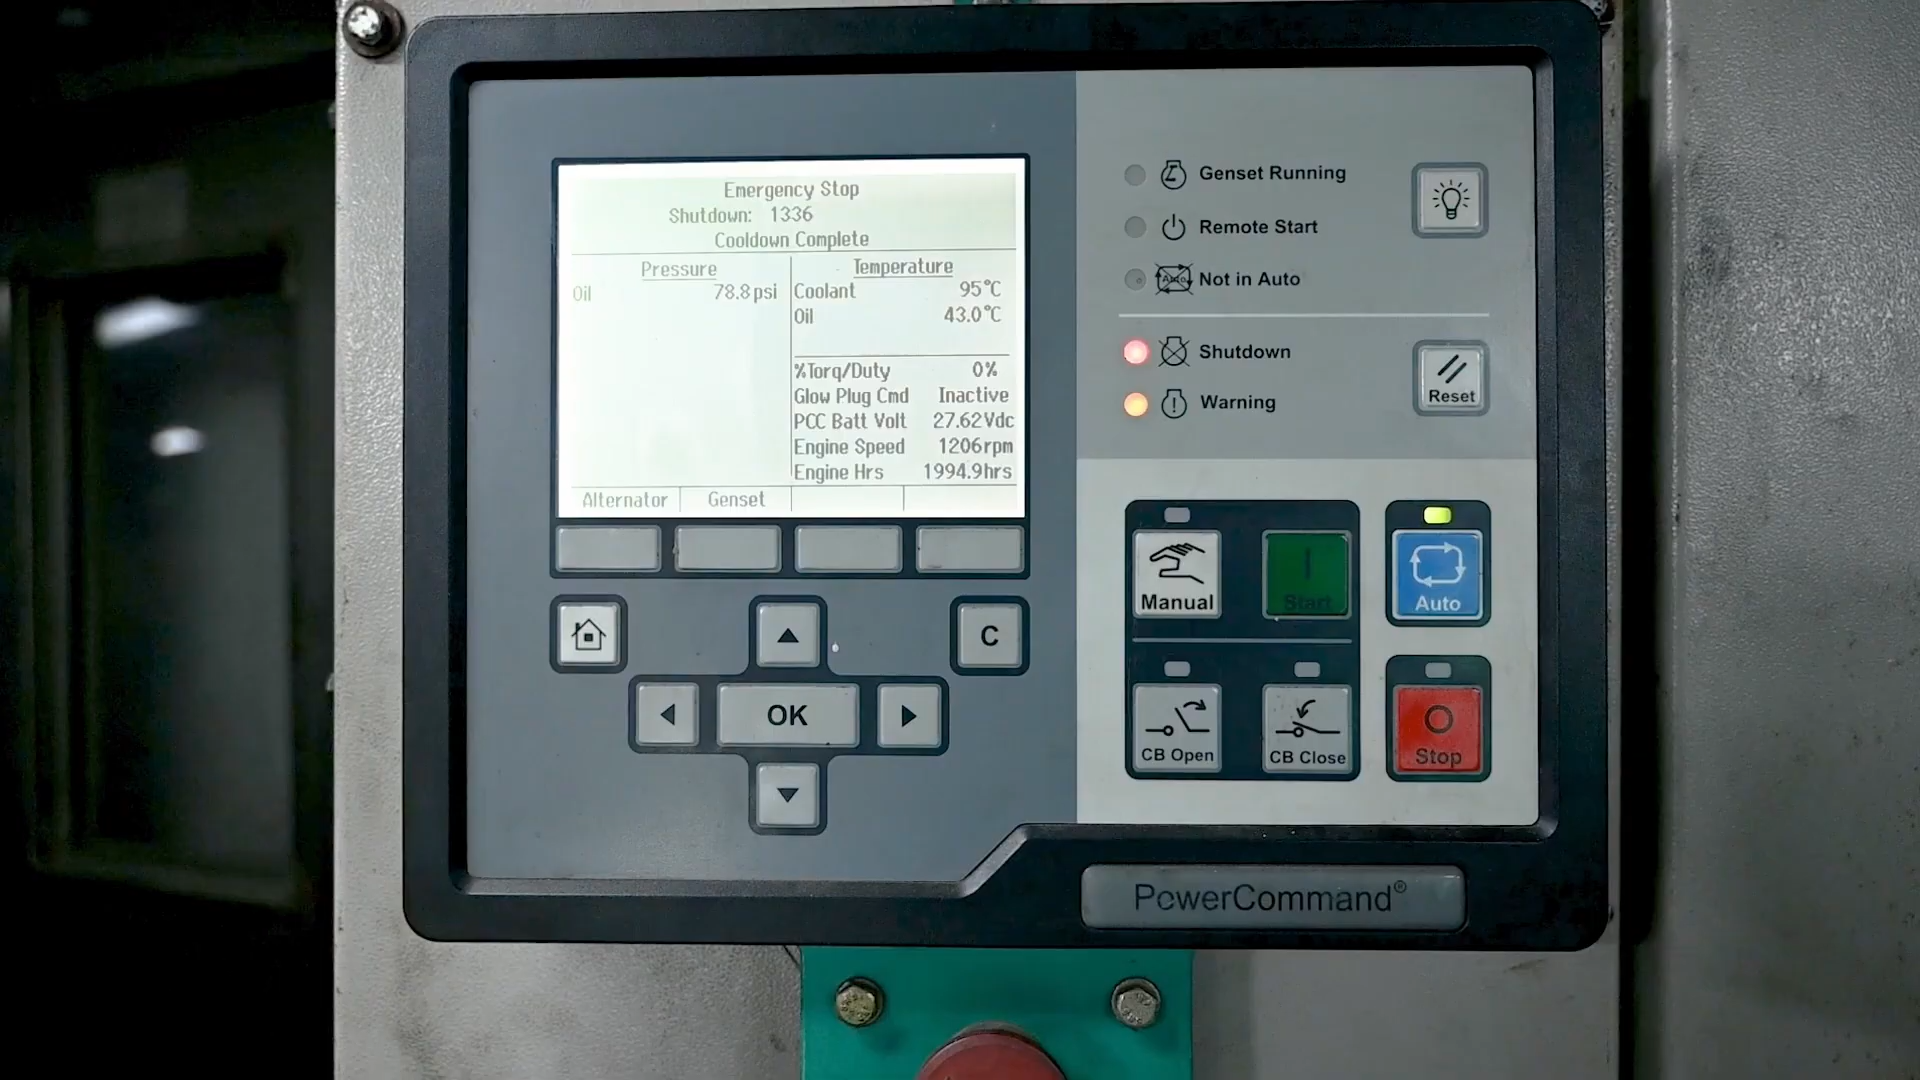 Emergency Stop
Shutdown: 1336
Cooldown Complete
Pressure
Oil 78.8psi
Temperature
Coolant 95°C
Oil 43.0°C
%Torq/Duty 0%
Glow Plug Cmd Inactive
PCC Batt Volt 27.62Vdc
Engine Speed 1206rpm
Engine Hrs 1994.9hrs
Alternator Genset
C
OK
Genset Running
Remote Start
Auto Not in Auto
Shutdown
! Warning
Reset
Manual
Start
Auto
CB Open
CB Close
Stop
PowerCommand®